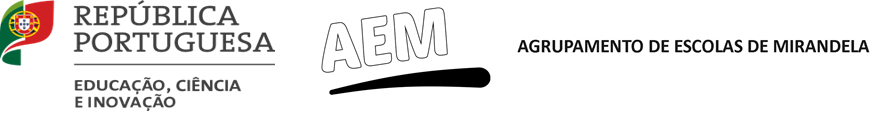 REPÚBLICA
PORTUGUESA
EDUCAÇÃO, CIÊNCIA
E INOVAÇÃO
AEM
AGRUPAMENTO DE ESCOLAS DE MIRANDELA